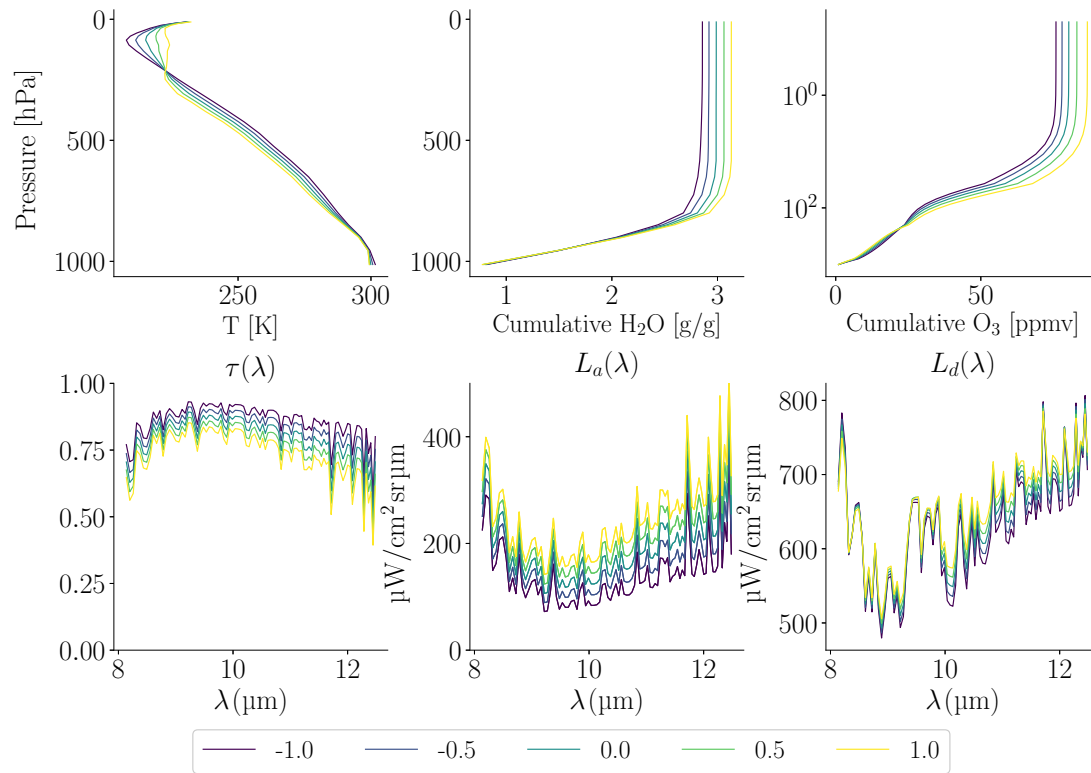 0
500
1000
Pressure [hPa]
250
300
T [K]
0
500
1000
1
2
3
Cumulative H₂O [g/g]
10⁰
10²
0
50
Cumulative O₃ [ppmv]
τ(λ)
1.00
0.75
0.50
0.25
0.00
8
10
12
λ(µm)
L_a(λ)
µW/cm²srµm
400
200
0
8
10
12
λ(µm)
L_d(λ)
µW/cm²srµm
800
700
600
500
8
10
12
λ(µm)
-1.0 -0.5 0.0 0.5 1.0